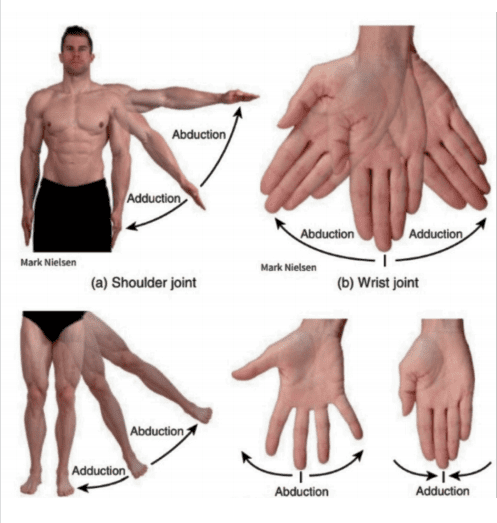 Abduction
Adduction
Mark Nielsen
(a) Shoulder joint
Abduction
Adduction
Mark Nielsen
(b) Wrist joint
Abduction
Adduction
Abduction
Adduction